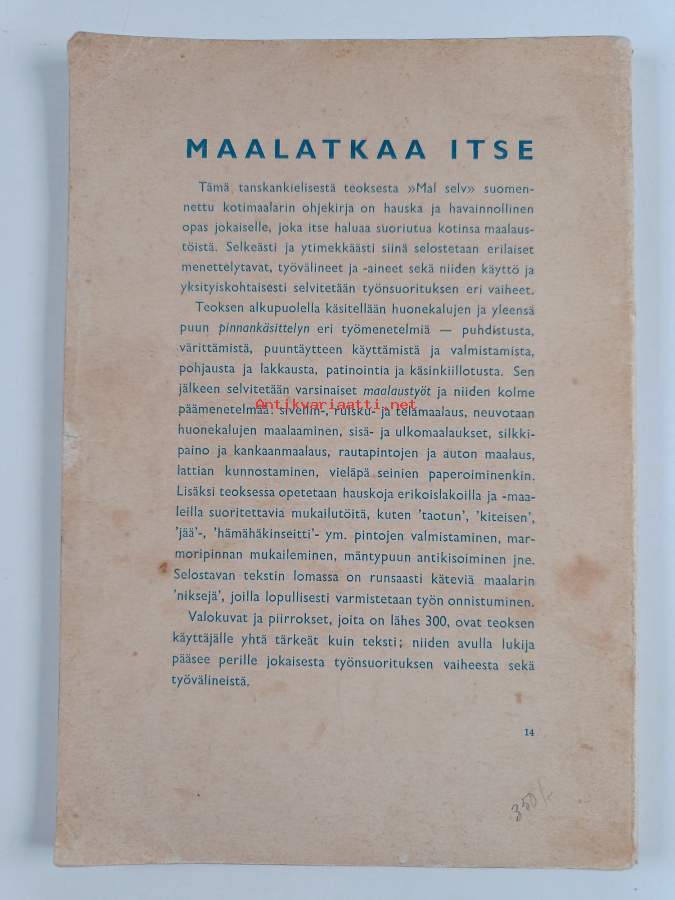 MAALATKAA ITSE
Tämä tanskankielisestä teoksesta »Mal selv» suomen-
nettu kotimaalarin ohjekirja on hauska ja havainnollinen
opas jokaiselle, joka itse haluaa suoriutua kotinsa maalaus-
töistä. Selkeästi ja ytimekkäästi siinä selostetaan erilaiset
menettelytavat, työvälineet ja -aineet sekä niiden käyttö ja
yksityiskohtaisesti selvitetään työnsuorituksen eri vaiheet.
Teoksen alkupuolella käsitellään huonekalujen ja yleensä
puun pinnankäsittelyn eri työmenetelmiä — puhdistusta,
värittämistä, puuntäytteen käyttämistä ja valmistamista,
pohjausta ja lakkausta, patinointia ja käsinkiillotusta. Sen
jälkeen selvitetään varsinaiset maalaustyöt ja niiden kolme
Antikvariaatti.net
päämenetelmää: sivellin-, ruisku- ja telamaalaus, neuvotaan
huonekalujen maalaaminen, sisä- ja ulkomaalaukset, silkki-
paino ja kankaanmaalaus, rautapintojen ja auton maalaus,
lattian kunnostaminen, vieläpä seinien paperoiminenkin.
Lisäksi teoksessa opetetaan hauskoja erikoislakoilla ja -maa-
leilla suoritettavia mukailutöitä, kuten 'taotun', 'kiteisen',
'jää'-, 'hämähäkinseitti'- ym. pintojen valmistaminen, mar-
moripinnan mukaileminen, mäntypuun antikisoiminen jne.
Selostavan tekstin lomassa on runsaasti käteviä maalarin
'niksejä', joilla lopullisesti varmistetaan työn onnistuminen.
Valokuvat ja piirrokset, joita on lähes 300, ovat teoksen
käyttäjälle yhtä tärkeät kuin teksti; niiden avulla lukija
pääsee perille jokaisesta työnsuorituksen vaiheesta sekä
työvälineistä.
14
350/-